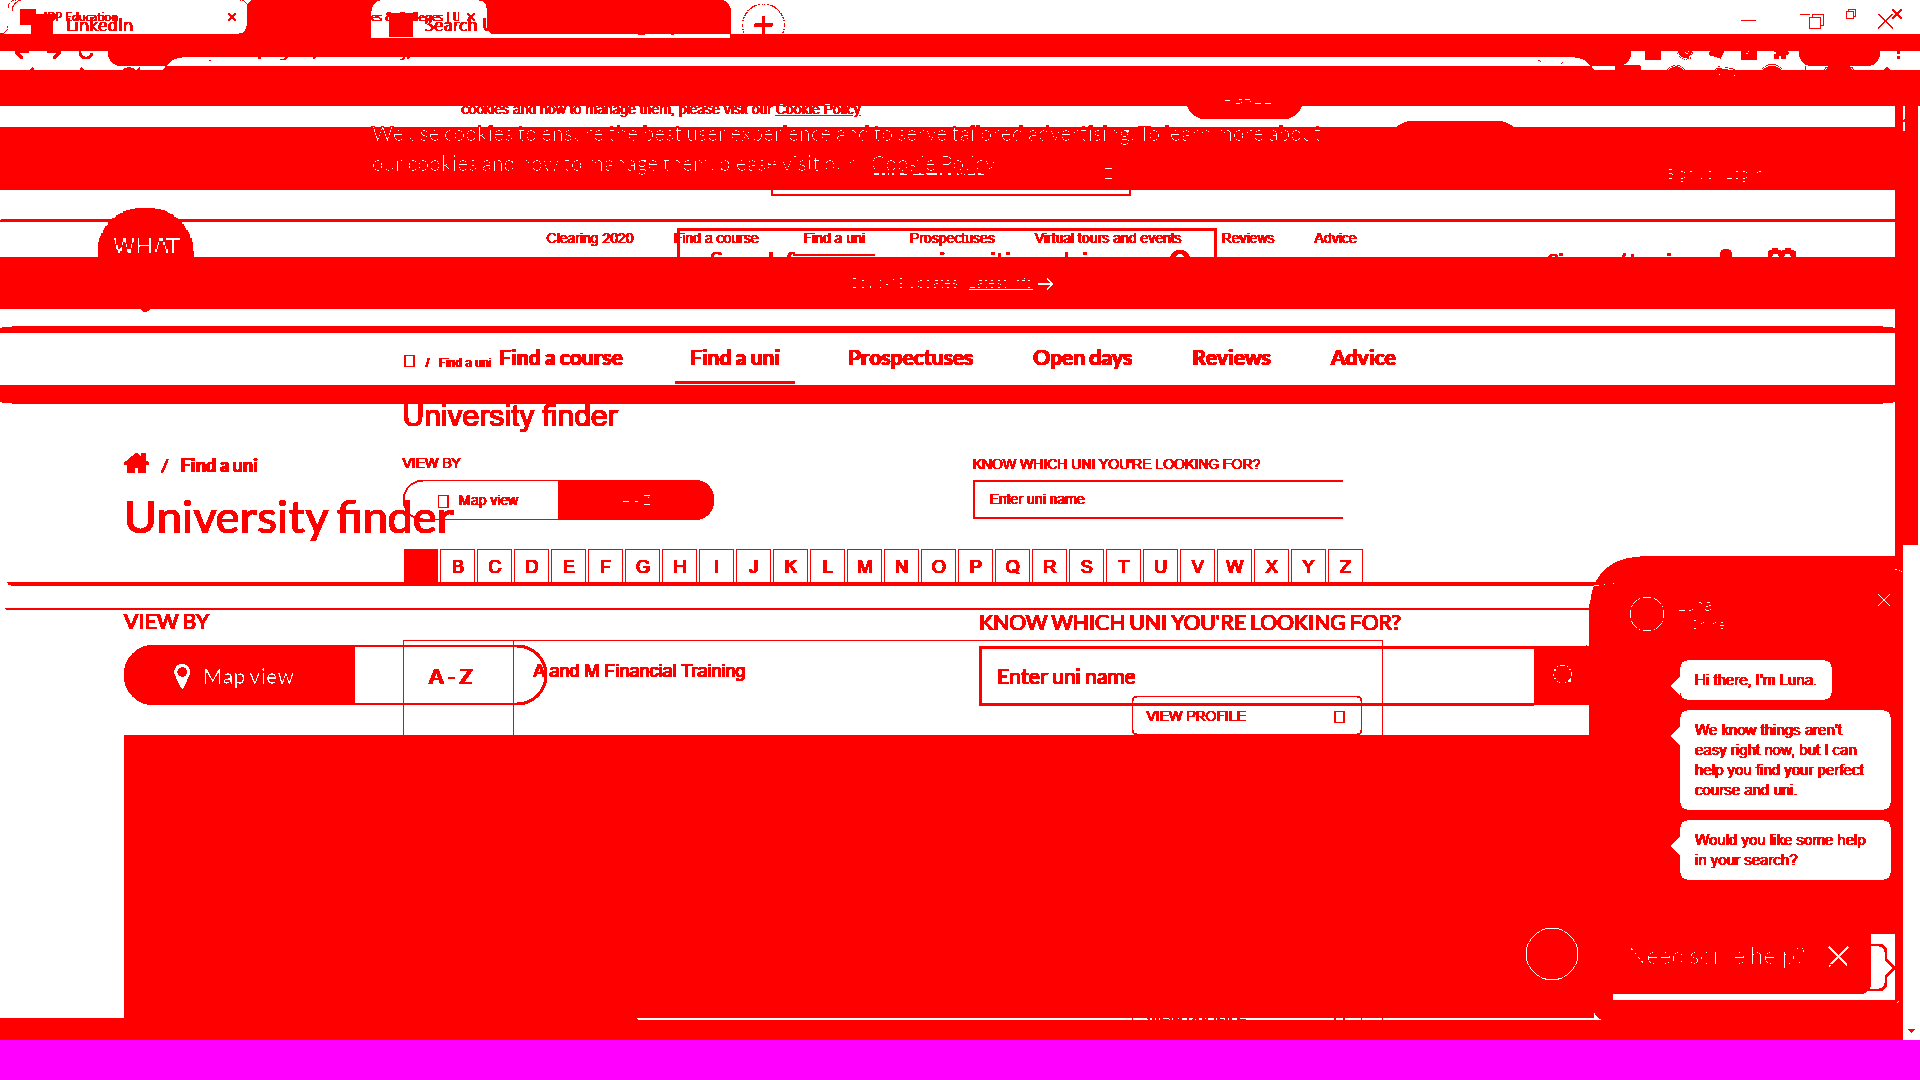 IDP Education
LinkedIn
Search U
cookies and how to manage them, please visit our Cookie Policy
We use cookies to ensure the best user experience and to serve tailored advertising. To learn more about
our cookies and how to manage them please visit our Cookie Policy
WHAT
Clearing 2020 Find a course Find a uni Prospectuses Virtual tours and events Reviews Advice
Latest info
/ Find a uni
Find a course Find a uni Prospectuses Open days Reviews Advice
University finder
/ Find a uni
VIEW BY
KNOW WHICH UNI YOU'RE LOOKING FOR?
Map view
A - Z
Enter uni name
University finder
B C D E F G H I J K L M N O P Q R S T U V W X Y Z
VIEW BY
KNOW WHICH UNI YOU'RE LOOKING FOR?
Map view
A - Z
A and M Financial Training
Enter uni name
VIEW PROFILE
Luna
Hi there, I'm Luna.
We know things aren't
easy right now, but I can
help you find your perfect
course and uni.
Would you like some help
in your search?
Need some help?